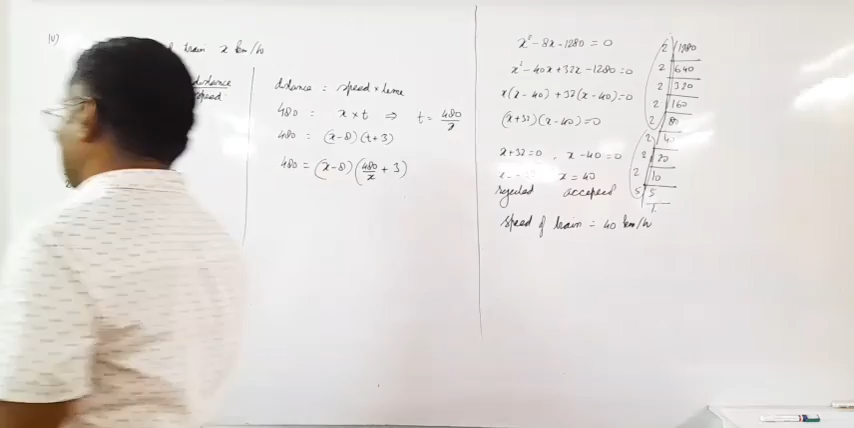 train x km/h
distance
speed
distance = speed × time
480 = x × t ⇒ t = 480/x
480 = (x-8)(t+3)
480 = (x-8)(480/x + 3)
x² - 8x - 1280 = 0
x² - 40x + 32x - 1280 = 0
x(x-40) + 32(x-40) = 0
(x+32)(x-40) = 0
x+32 = 0 , x-40 = 0
x = 40
rejected accepted
speed of train = 40 km/h
2 1280
2 640
2 320
2 160
2 80
2 40
2 20
2 10
5 5
1